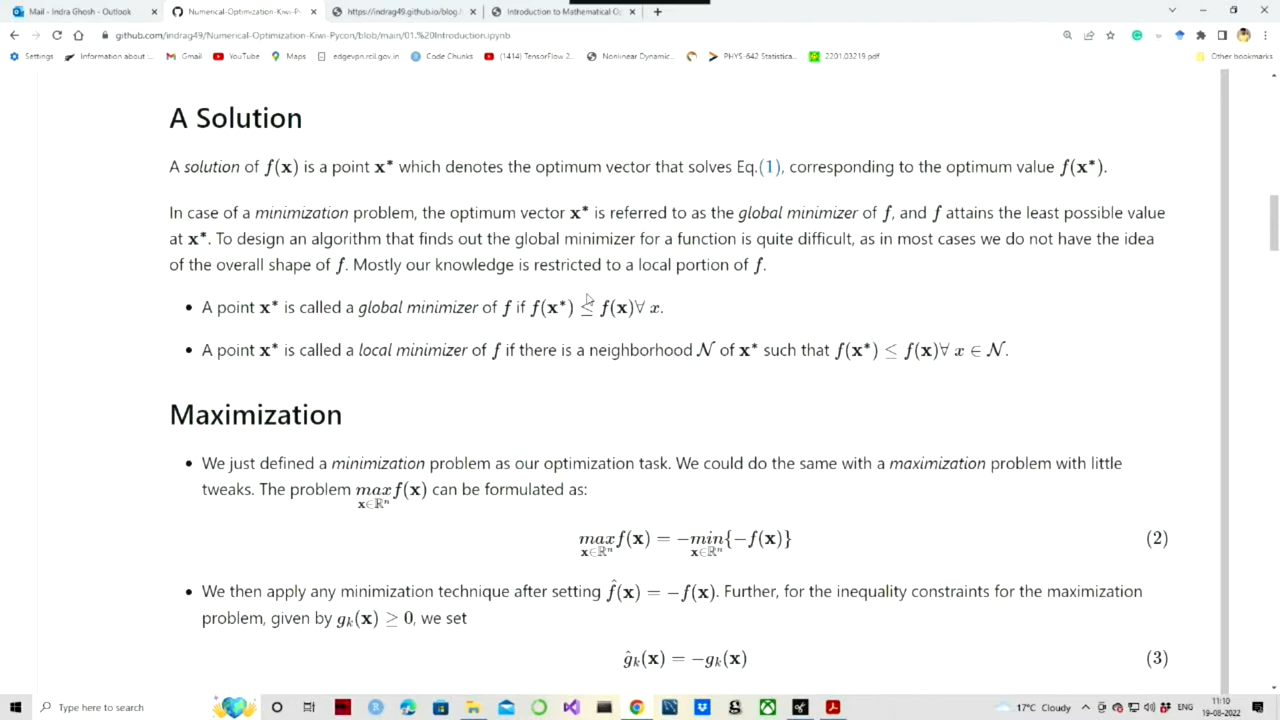 Mail - Indra Ghosh - Outlook
Numerical-Optimization-Kiwi-Py
https://indrag49.github.io/blog.
Introduction to Mathematical O
github.com/indrag49/Numerical-Optimization-Kiwi-Pycon/blob/main/01.%20Introduction.ipynb
Settings Information about ... Gmail YouTube Maps edgevpn.rcil.gov.in Code Chunks (1414) TensorFlow 2... Nonlinear Dynamic... PHYS-642 Statistica... 2201.03219.pdf Other bookmarks
A Solution
A solution of f(x) is a point x* which denotes the optimum vector that solves Eq.(1), corresponding to the optimum value f(x*).
In case of a minimization problem, the optimum vector x* is referred to as the global minimizer of f, and f attains the least possible value
at x*. To design an algorithm that finds out the global minimizer for a function is quite difficult, as in most cases we do not have the idea
of the overall shape of f. Mostly our knowledge is restricted to a local portion of f.
• A point x* is called a global minimizer of f if f(x*) ≤ f(x)∀ x.
• A point x* is called a local minimizer of f if there is a neighborhood 𝒩 of x* such that f(x*) ≤ f(x)∀ x ∈ 𝒩.
Maximization
• We just defined a minimization problem as our optimization task. We could do the same with a maximization problem with little
tweaks. The problem max f(x) can be formulated as:
x∈ℝⁿ
max f(x) = −min{−f(x)} (2)
x∈ℝⁿ x∈ℝⁿ
• We then apply any minimization technique after setting f̂(x) = −f(x). Further, for the inequality constraints for the maximization
problem, given by gₖ(x) ≥ 0, we set
ĝₖ(x) = −gₖ(x) (3)
Type here to search
17°C Cloudy
ENG
11:10
19-08-2022